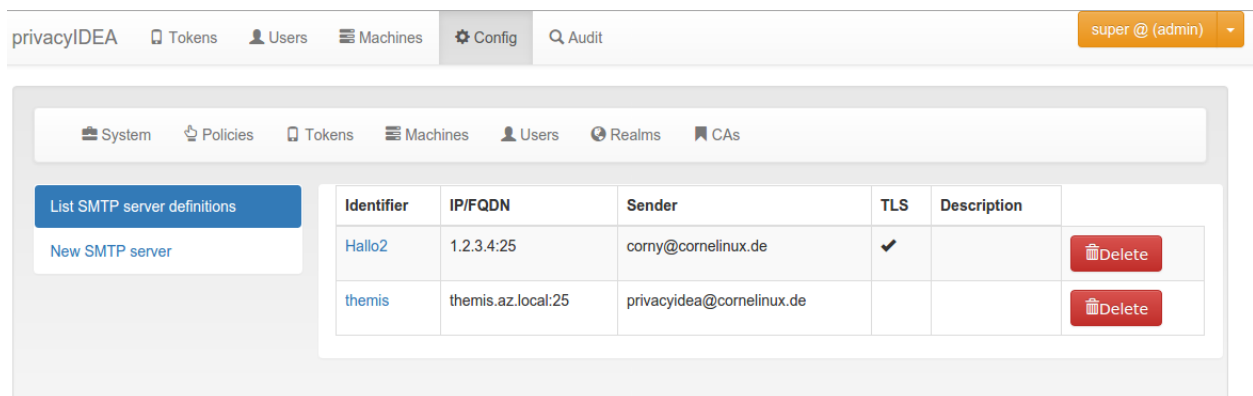 privacyIDEA Tokens Users Machines Config Audit super @ (admin)
System Policies Tokens Machines Users Realms CAs
List SMTP server definitions
New SMTP server
Identifier IP/FQDN Sender TLS Description
Hallo2 1.2.3.4:25 corny@cornelinux.de ✔ Delete
themis themis.az.local:25 privacyidea@cornelinux.de Delete